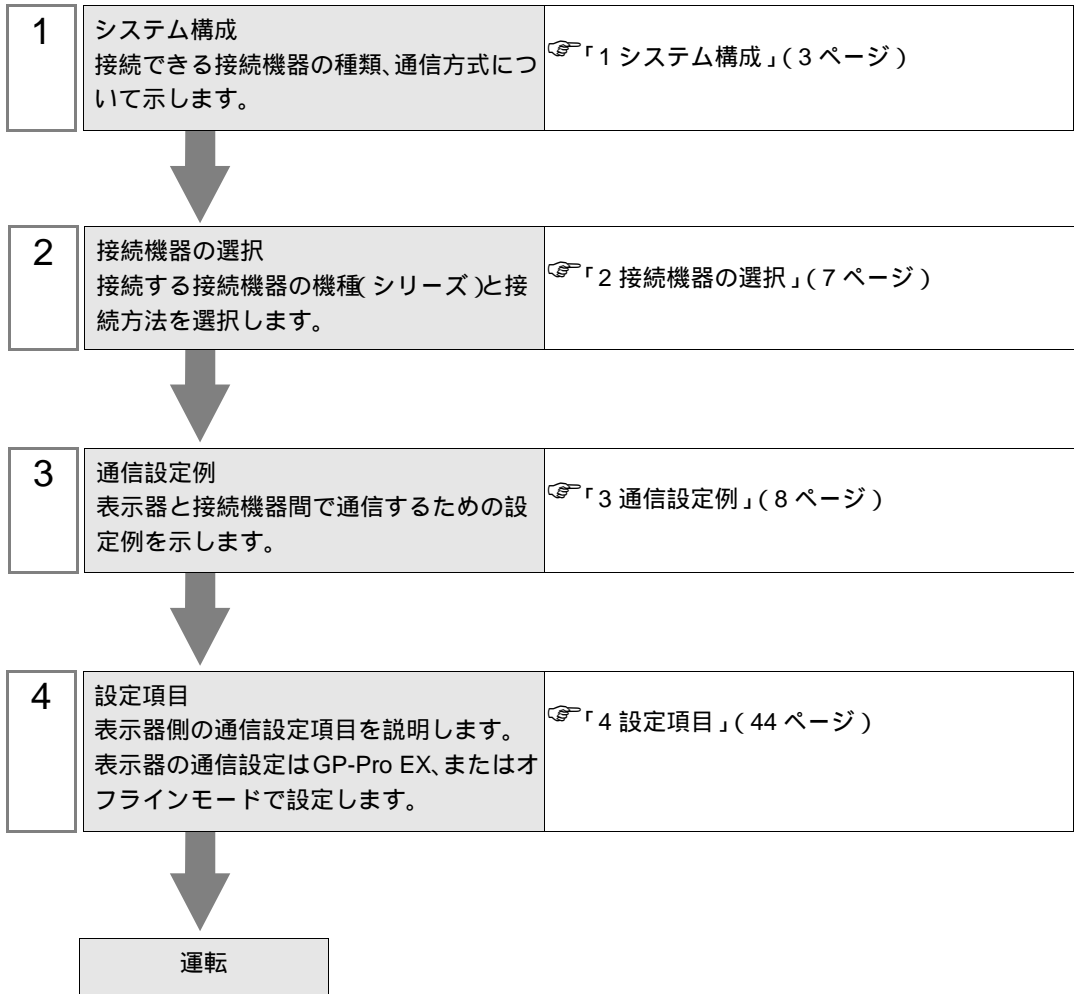 1
システム構成
接続できる接続機器の種類、通信方式につ
いて示します。
☞「1 システム構成」(3 ページ)
2
接続機器の選択
接続する接続機器の機種(シリーズ)と接
続方法を選択します。
☞「2 接続機器の選択」(7 ページ)
3
通信設定例
表示器と接続機器間で通信するための設
定例を示します。
☞「3 通信設定例」(8 ページ)
4
設定項目
表示器側の通信設定項目を説明します。
表示器の通信設定はGP-Pro EX、またはオ
フラインモードで設定します。
☞「4 設定項目」(44 ページ)
運転